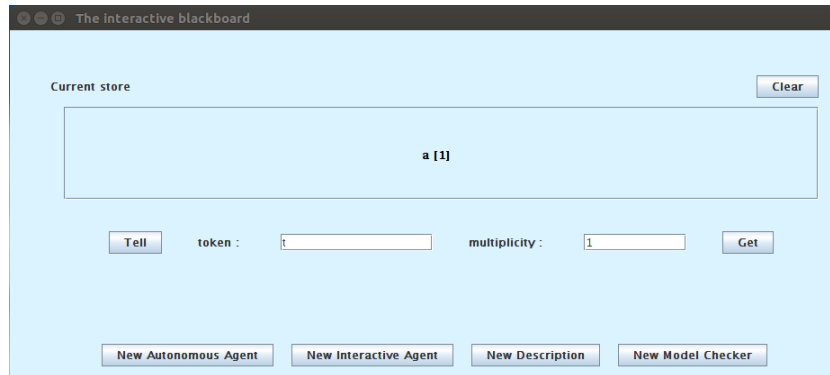 The interactive blackboard
Current store
Clear
a [1]
Tell token : t multiplicity : 1 Get
New Autonomous Agent New Interactive Agent New Description New Model Checker